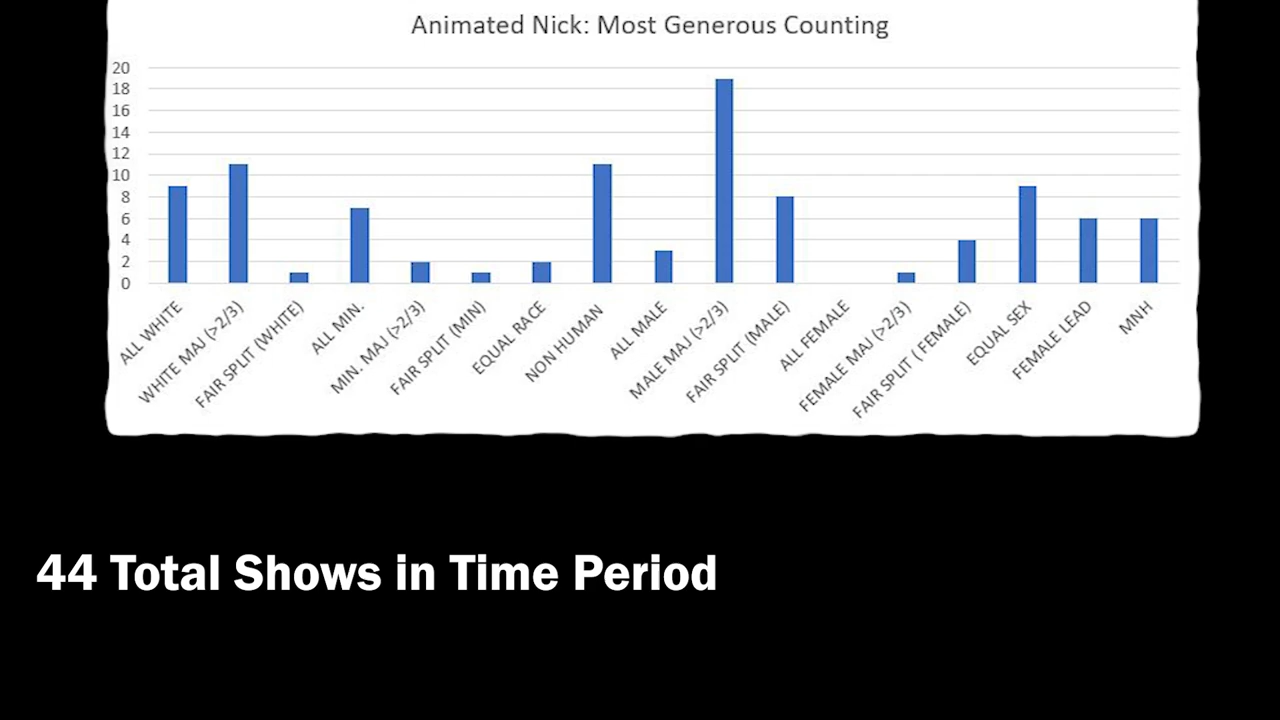 Animated Nick: Most Generous Counting
20
18
16
14
12
10
8
6
4
2
0
ALL WHITE
WHITE MAJ (>2/3)
FAIR SPLIT (WHITE)
ALL MIN.
MIN. MAJ (>2/3)
FAIR SPLIT (MIN)
EQUAL RACE
NON HUMAN
ALL MALE
MALE MAJ (>2/3)
FAIR SPLIT (MALE)
ALL FEMALE
FEMALE MAJ (>2/3)
FAIR SPLIT ( FEMALE)
EQUAL SEX
FEMALE LEAD
MNH
44 Total Shows in Time Period